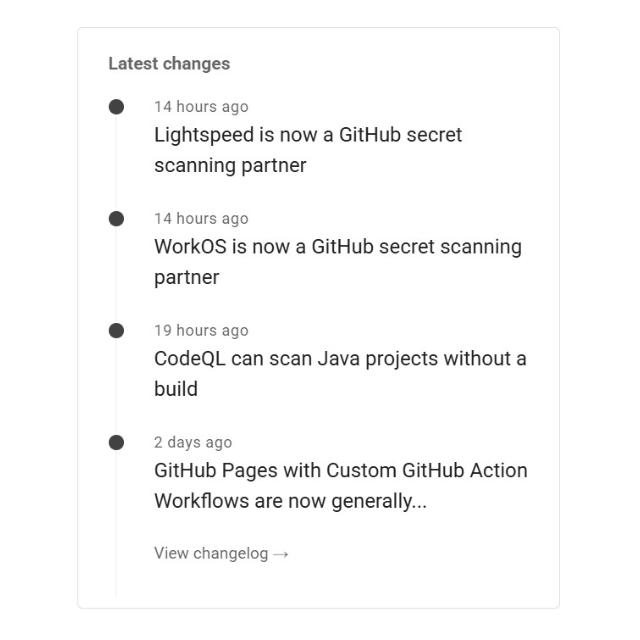 Latest changes
14 hours ago
Lightspeed is now a GitHub secret
scanning partner
14 hours ago
WorkOS is now a GitHub secret scanning
partner
19 hours ago
CodeQL can scan Java projects without a
build
2 days ago
GitHub Pages with Custom GitHub Action
Workflows are now generally...
View changelog →